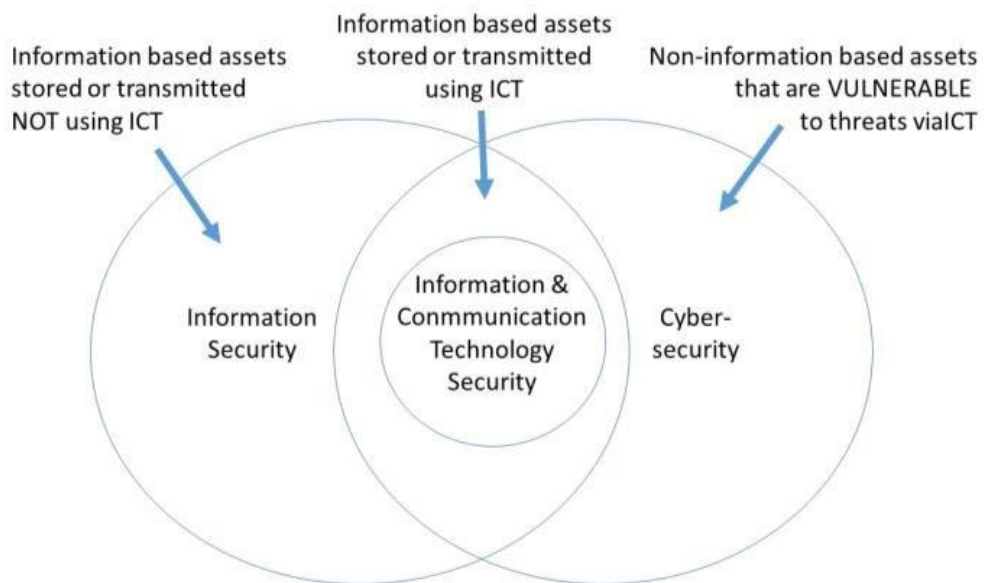 Information based assets
stored or transmitted
NOT using ICT
Information based assets
stored or transmitted
using ICT
Non-information based assets
that are VULNERABLE
to threats viaICT
Information
Security
Information &
Conmmunication
Technology
Security
Cyber-
security